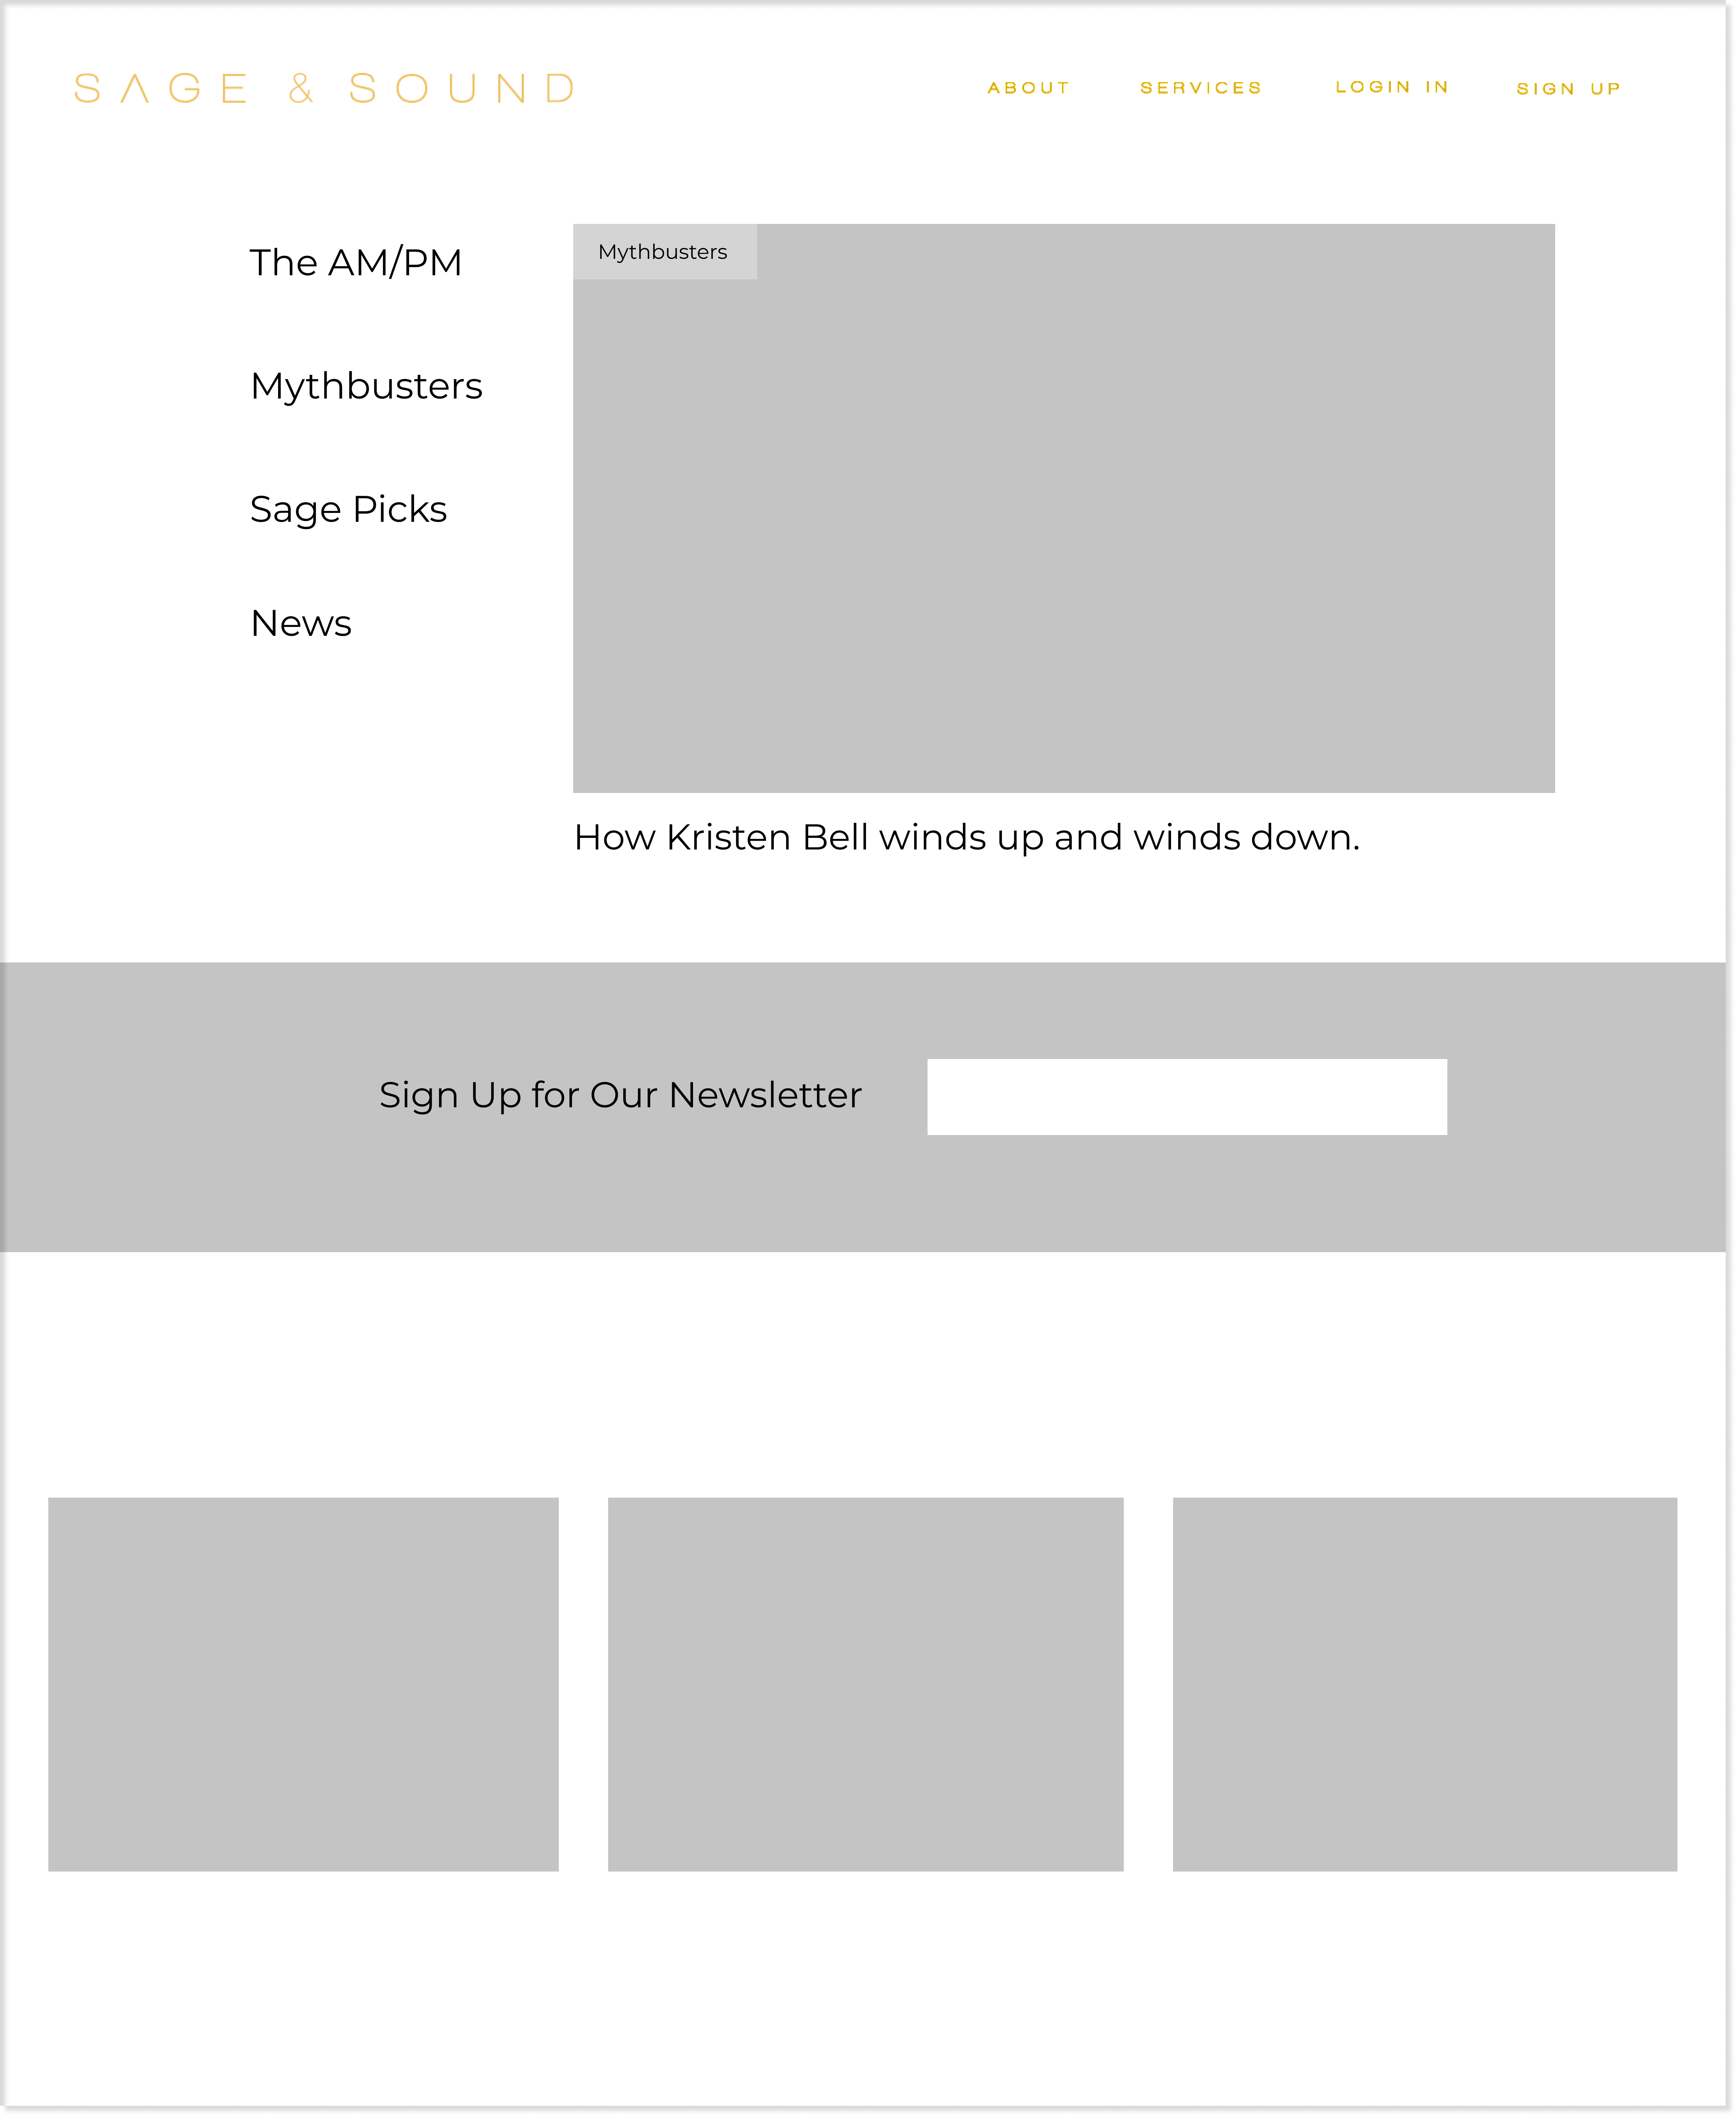 SAGE & SOUND
ABOUT SERVICES LOGIN IN SIGN UP
The AM/PM
Mythbusters
Sage Picks
News
Mythbusters
How Kristen Bell winds up and winds down.
Sign Up for Our Newsletter